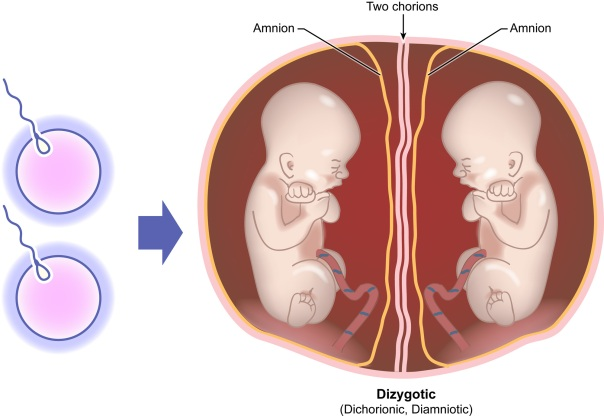 Two chorions
Amnion
Amnion
Dizygotic
(Dichorionic, Diamniotic)